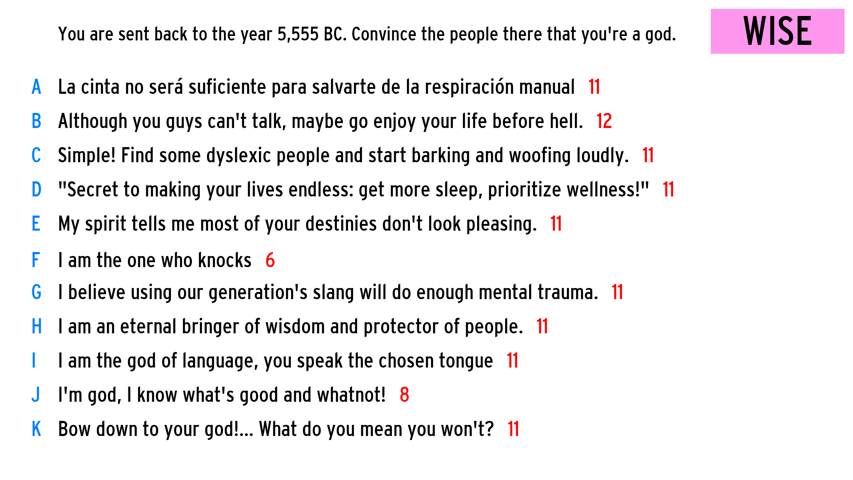 You are sent back to the year 5,555 BC. Convince the people there that you're a god.
WISE
A La cinta no será suficiente para salvarte de la respiración manual 11
B Although you guys can't talk, maybe go enjoy your life before hell. 12
C Simple! Find some dyslexic people and start barking and woofing loudly. 11
D "Secret to making your lives endless: get more sleep, prioritize wellness!" 11
E My spirit tells me most of your destinies don't look pleasing. 11
F I am the one who knocks 6
G I believe using our generation's slang will do enough mental trauma. 11
H I am an eternal bringer of wisdom and protector of people. 11
I I am the god of language, you speak the chosen tongue 11
J I'm god, I know what's good and whatnot! 8
K Bow down to your god!... What do you mean you won't? 11